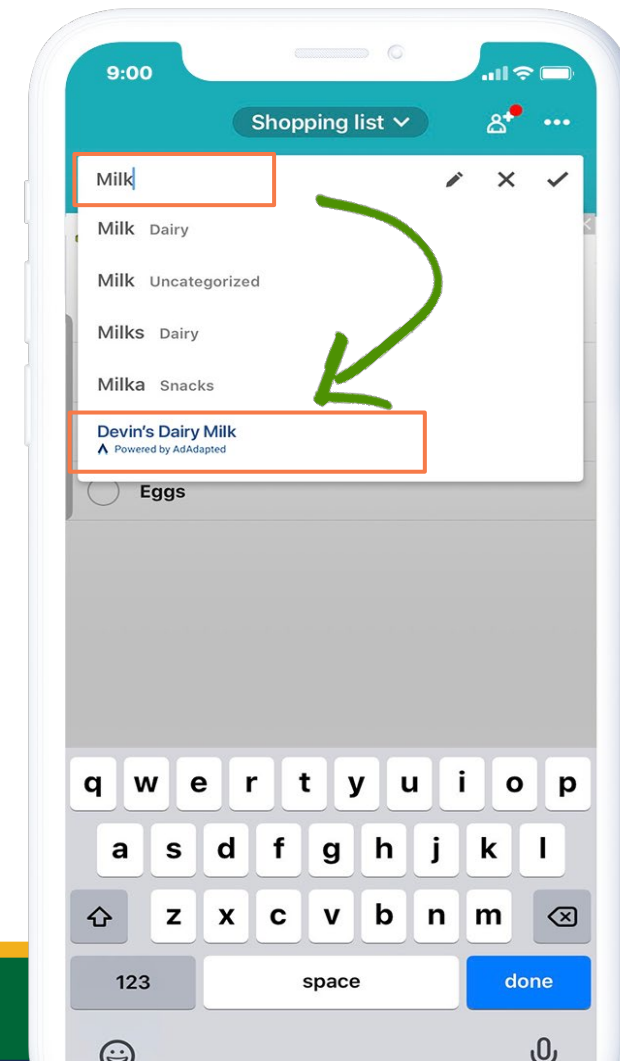 9:00
Shopping list
Milk
Milk Dairy
Milk Uncategorized
Milks Dairy
Milka Snacks
Devin's Dairy Milk
Powered by AdAdapted
Eggs
q w e r t y u i o p
a s d f g h j k l
z x c v b n m
123 space done